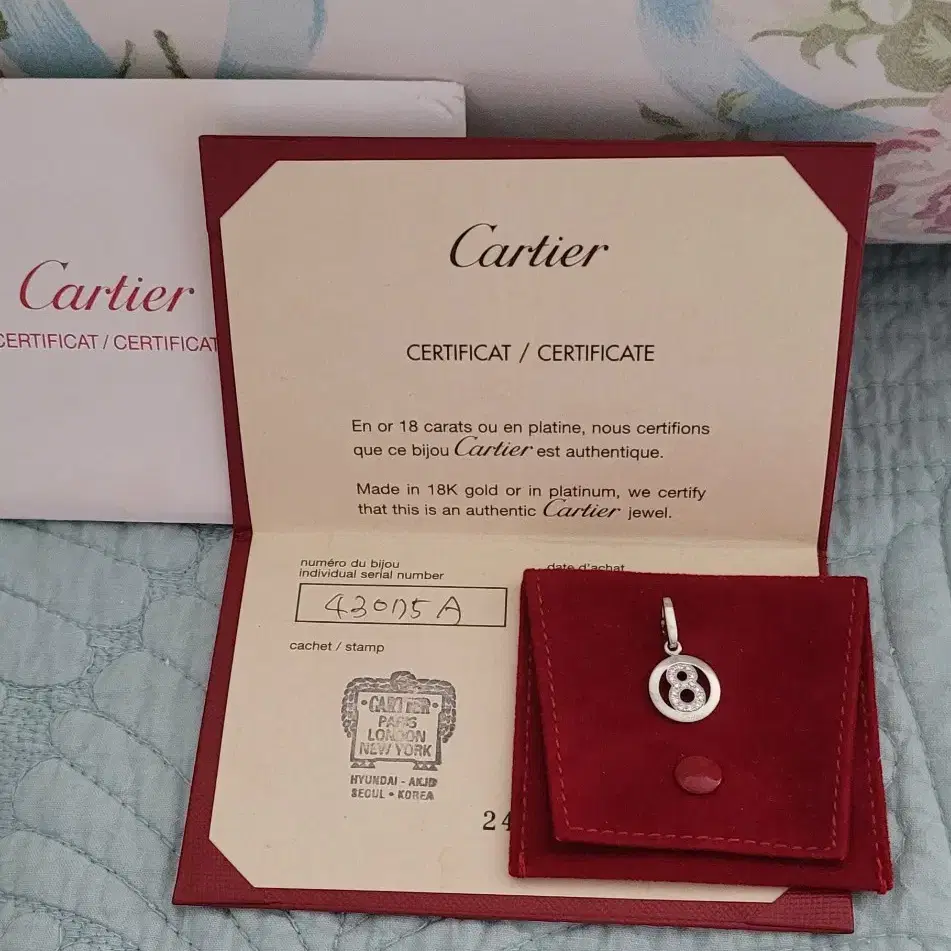 Cartier
CERTIFICAT / CERTIFICAT
Cartier
CERTIFICAT / CERTIFICATE
En or 18 carats ou en platine, nous certifions
que ce bijou Cartier est authentique.
Made in 18K gold or in platinum, we certify
that this is an authentic Cartier jewel.
numéro du bijou
individual serial number
date d'achat
cachet / stamp
CARTIER
PARIS
LONDON
NEW YORK
HYUNDAI - AKJD
SEOUL • KOREA
24
8